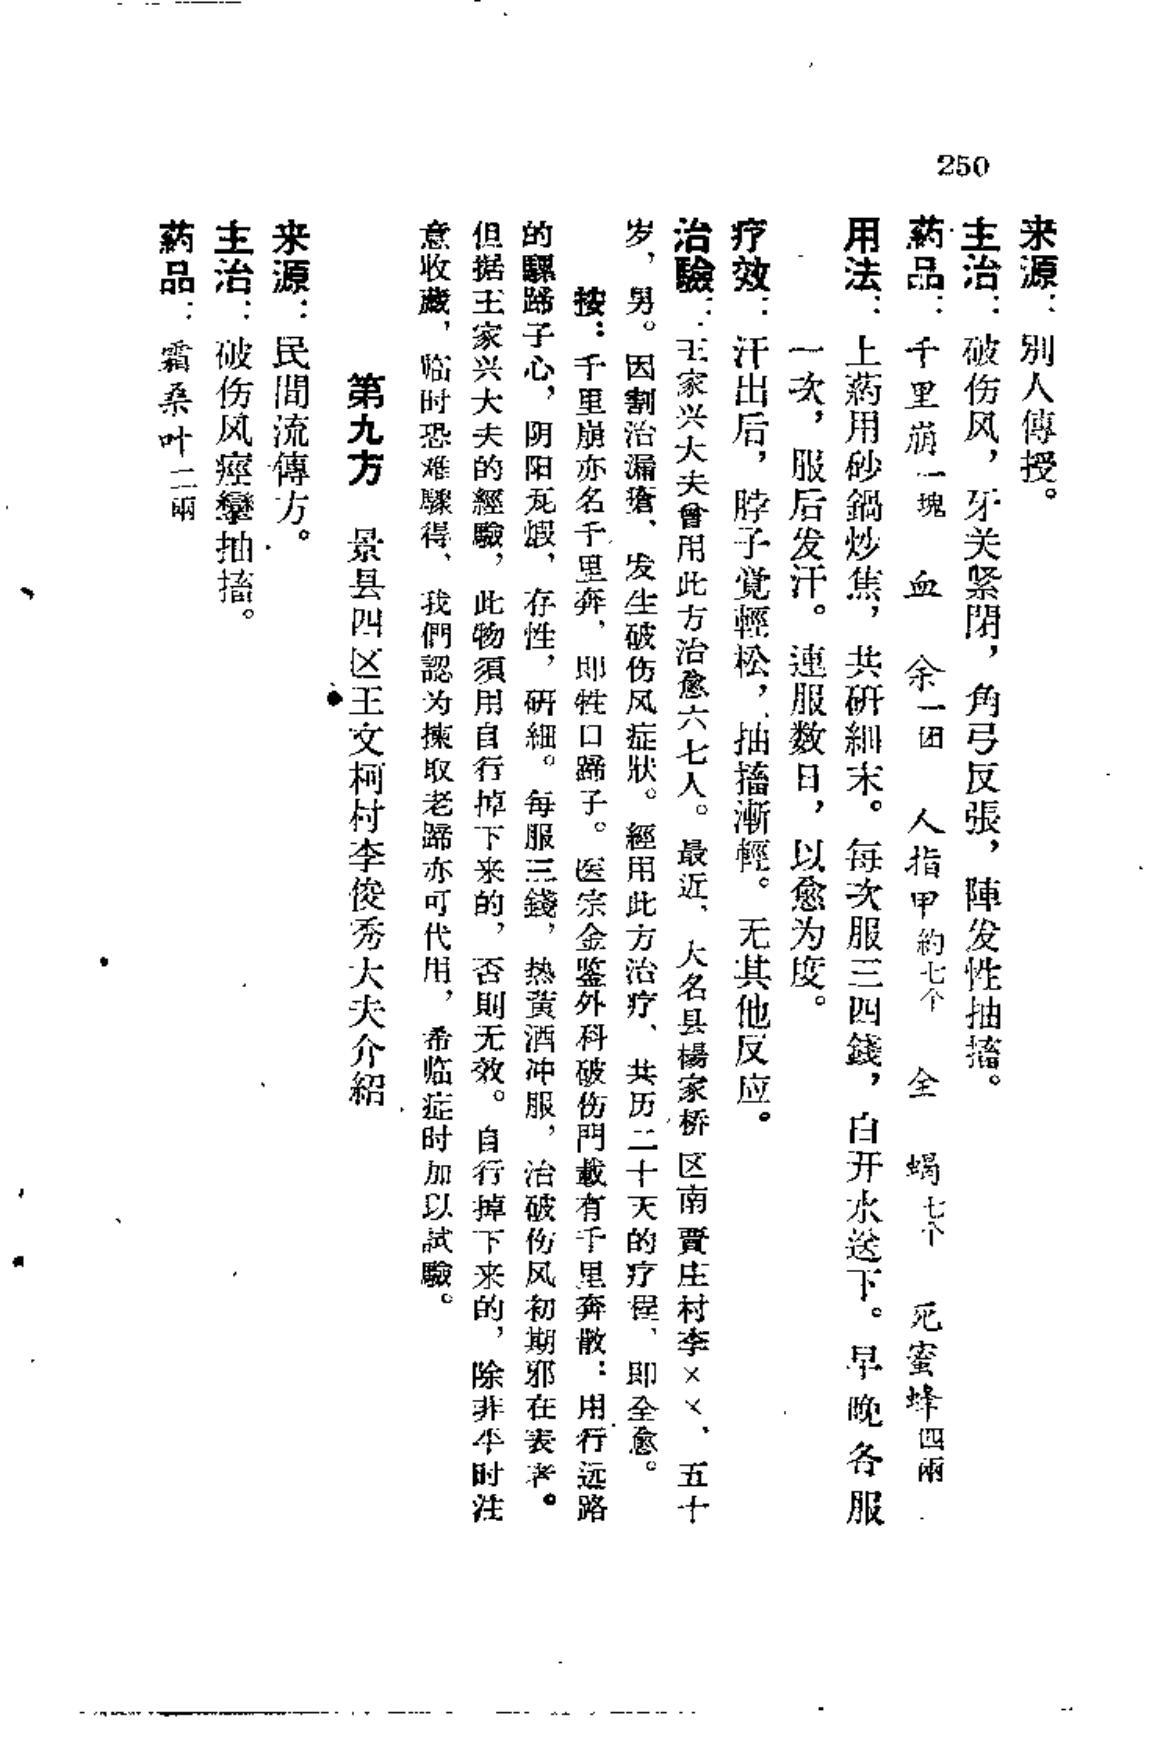 250
来源：別人傳授。
主治：破伤风，牙关紧閉，角弓反張，陣发性抽搐。
葯品：千里崩一塊　血余一团　人指甲約七个　全蝎七个　死蜜蜂四兩
用法：上葯用砂鍋炒焦，共研細末。每次服三四錢，白开水送下。早晚各服
一次，服后发汗。連服数日，以愈为度。
疗效：汗出后，脖子覚輕松，抽搐漸輕。无其他反应。
治驗：王家兴大夫曾用此方治愈六七人。最近、大名县楊家桥区南賈庄村李××、五十
岁，男。因割治漏瘡、发生破伤风症狀。經用此方治疗、共历二十天的疗程、即全愈。
按：千里崩亦名千里奔、即牲口蹄子。医宗金鉴外科破伤門載有千里奔散：用行远路
的騾蹄子心，阴阳瓦煅，存性，研細。每服三錢，热黄酒冲服，治破伤风初期邪在表者。
但据王家兴大夫的經驗，此物須用自行掉下来的，否則无效。自行掉下来的，除非平时注
意收藏，临时恐难驟得、我們認为揀取老蹄亦可代用，希临症时加以試驗。
第九方　景县四区王文柯村李俊秀大夫介紹
来源：民間流傳方。
主治：破伤风痙攣抽搐。
葯品：霜桑叶二兩